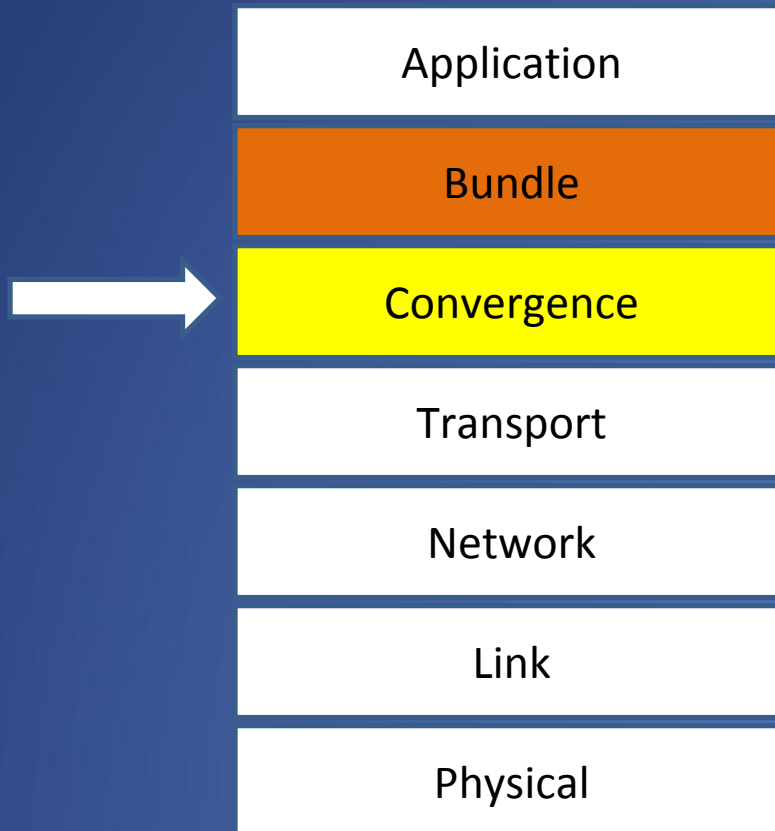 Application
Bundle
Convergence
Transport
Network
Link
Physical